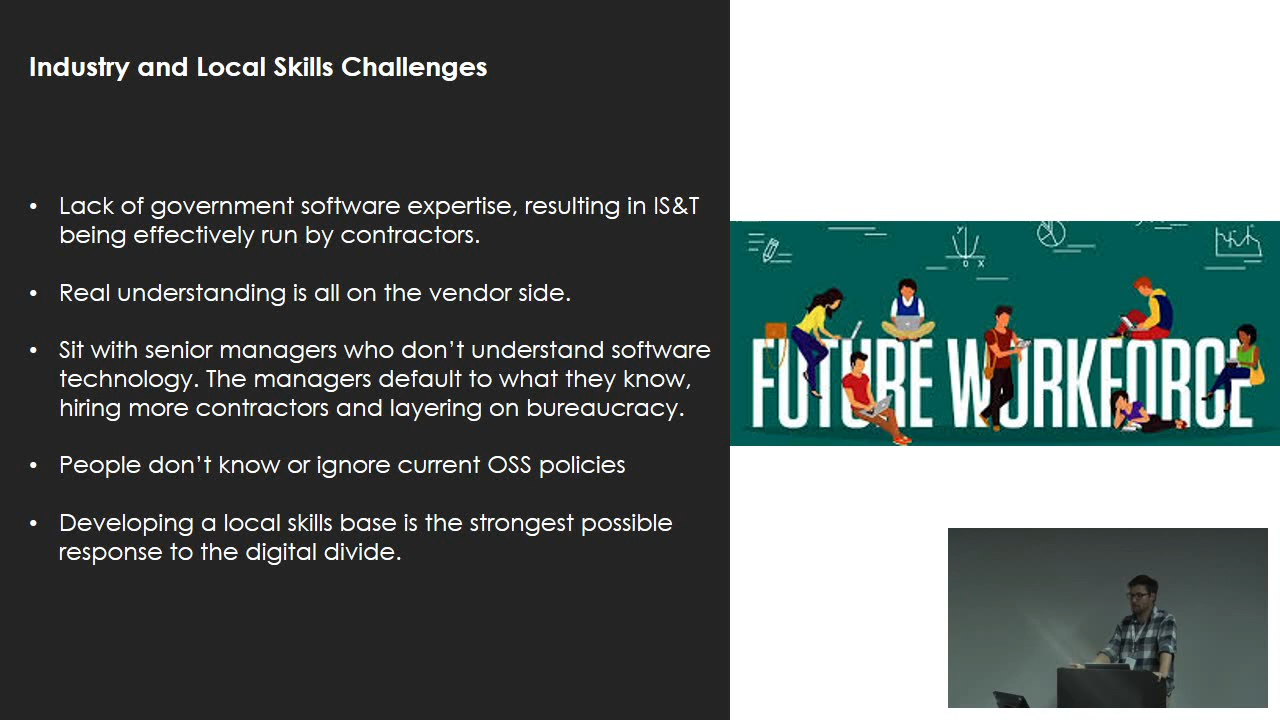 Industry and Local Skills Challenges
• Lack of government software expertise, resulting in IS&T
being effectively run by contractors.
• Real understanding is all on the vendor side.
• Sit with senior managers who don’t understand software
technology. The managers default to what they know,
hiring more contractors and layering on bureaucracy.
• People don’t know or ignore current OSS policies
• Developing a local skills base is the strongest possible
response to the digital divide.
y
0 X
FUTURE WORKFORCE